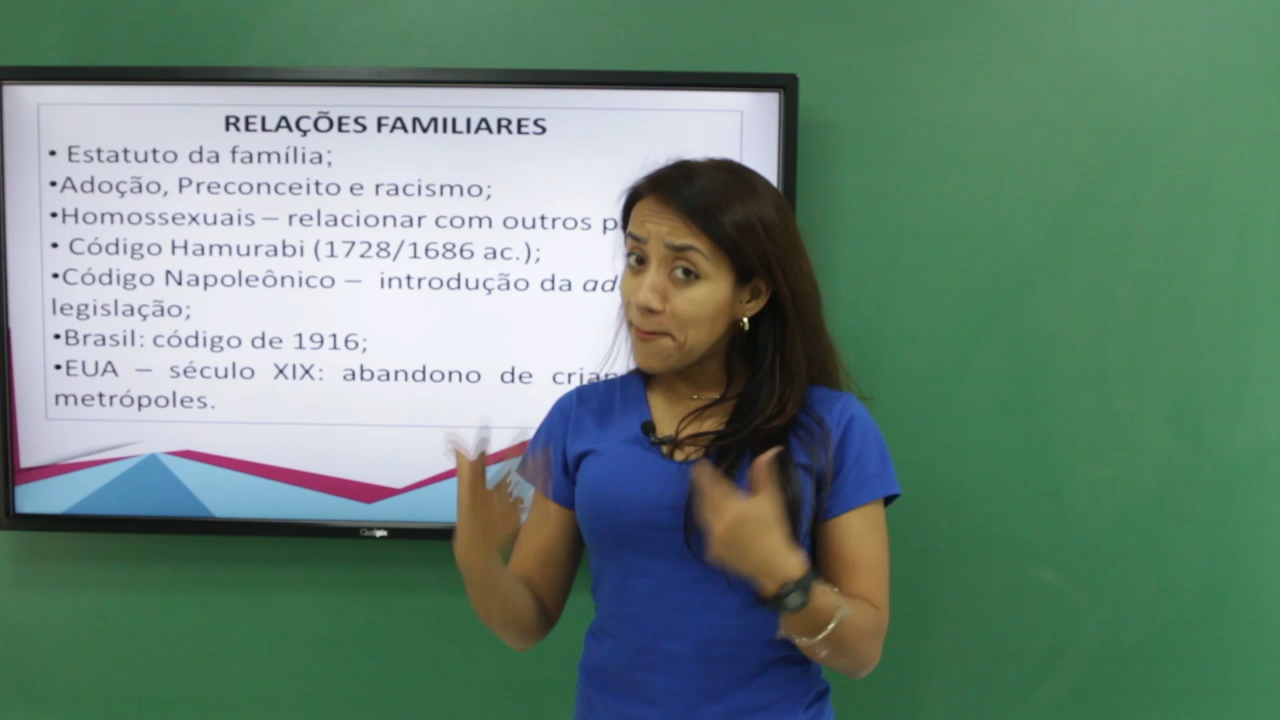 RELAÇÕES FAMILIARES
• Estatuto da família;
•Adoção, Preconceito e racismo;
•Homossexuais – relacionar com outros
• Código Hamurabi (1728/1686 ac.);
•Código Napoleônico – introdução da
legislação;
•Brasil: código de 1916;
•EUA – século XIX: abandono de
metrópoles.